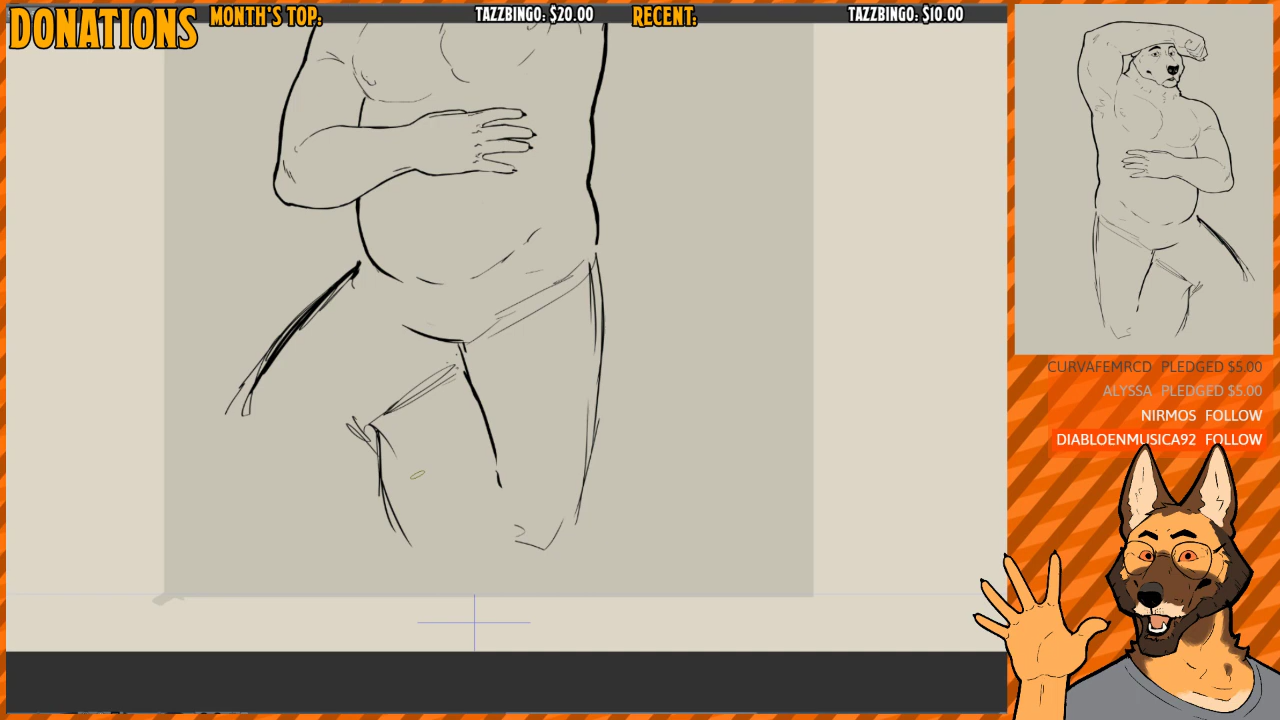 DONATIONS
MONTH'S TOP: TAZZBINGO: $20.00 RECENT: TAZZBINGO: $10.00
CURVAFEMRCD PLEDGED $5.00
ALYSSA PLEDGED $5.00
NIRMOS FOLLOW
DIABLOENMUSICA92 FOLLOW